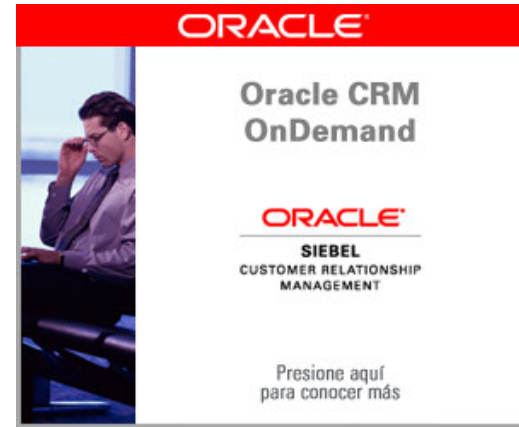 ORACLE
Oracle CRM
OnDemand
ORACLE
SIEBEL
CUSTOMER RELATIONSHIP
MANAGEMENT
Presione aquí
para conocer más